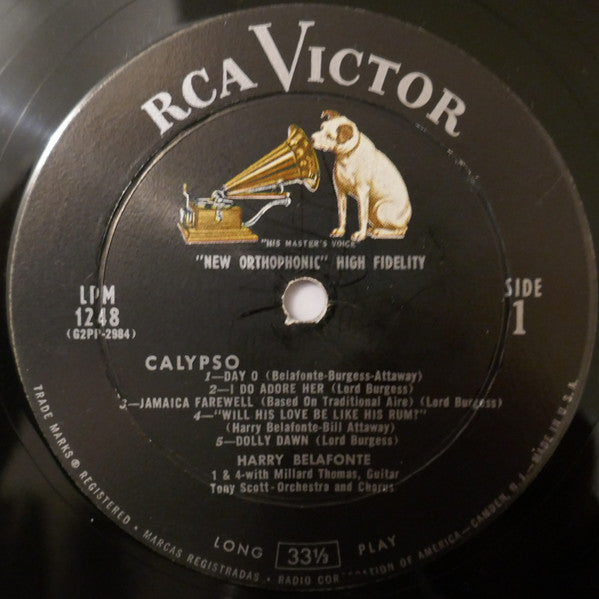 RCA VICTOR
"HIS MASTER'S VOICE"
"NEW ORTHOPHONIC" HIGH FIDELITY
LPM
1248
(G2PP-2984)
SIDE
1
CALYPSO
1—DAY O (Belafonte-Burgess-Attaway)
2—I DO ADORE HER (Lord Burgess)
3—JAMAICA FAREWELL (Based On Traditional Aire) (Lord Burgess)
4—"WILL HIS LOVE BE LIKE HIS RUM?"
(Harry Belafonte-Bill Attaway)
5—DOLLY DAWN (Lord Burgess)
HARRY BELAFONTE
1 & 4-with Millard Thomas, Guitar
Tony Scott-Orchestra and Chorus
LONG 33⅓ PLAY
TRADE MARKS ® REGISTERED • MARCAS REGISTRADAS • RADIO CORPORATION OF AMERICA—CAMDEN, N.J.—MADE IN U.S.A.